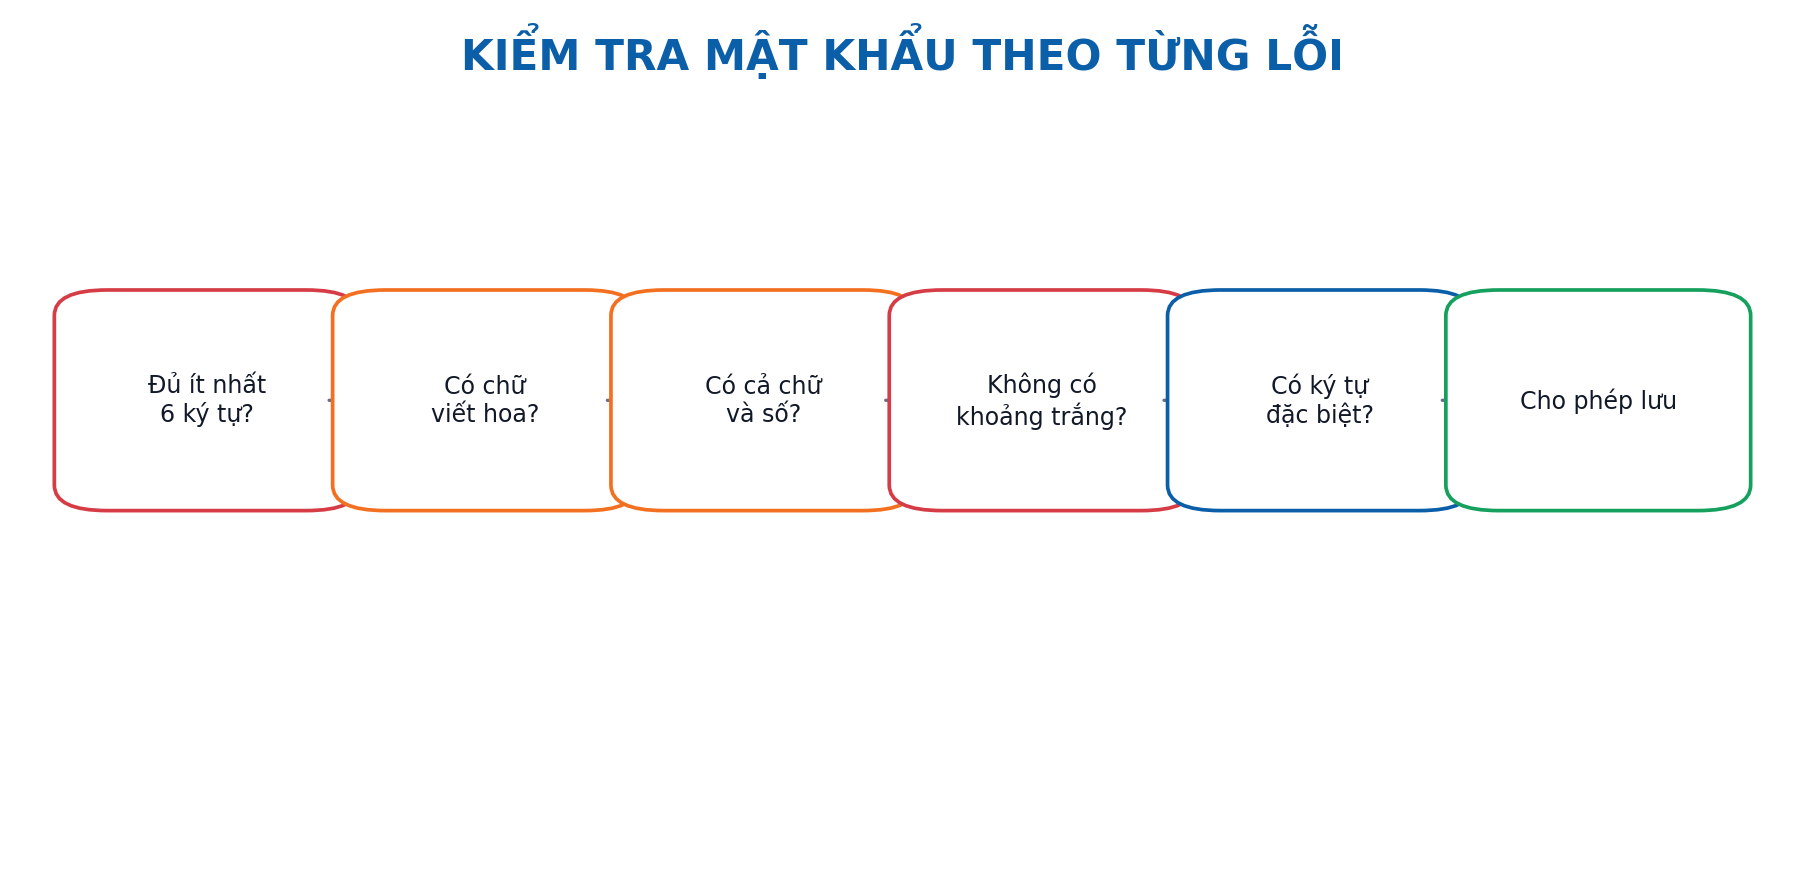 KIỂM TRA MẬT KHẨU THEO TỪNG LỖI
Đủ ít nhất
6 ký tự?
Có chữ
viết hoa?
Có cả chữ
và số?
Không có
khoảng trắng?
Có ký tự
đặc biệt?
Cho phép lưu